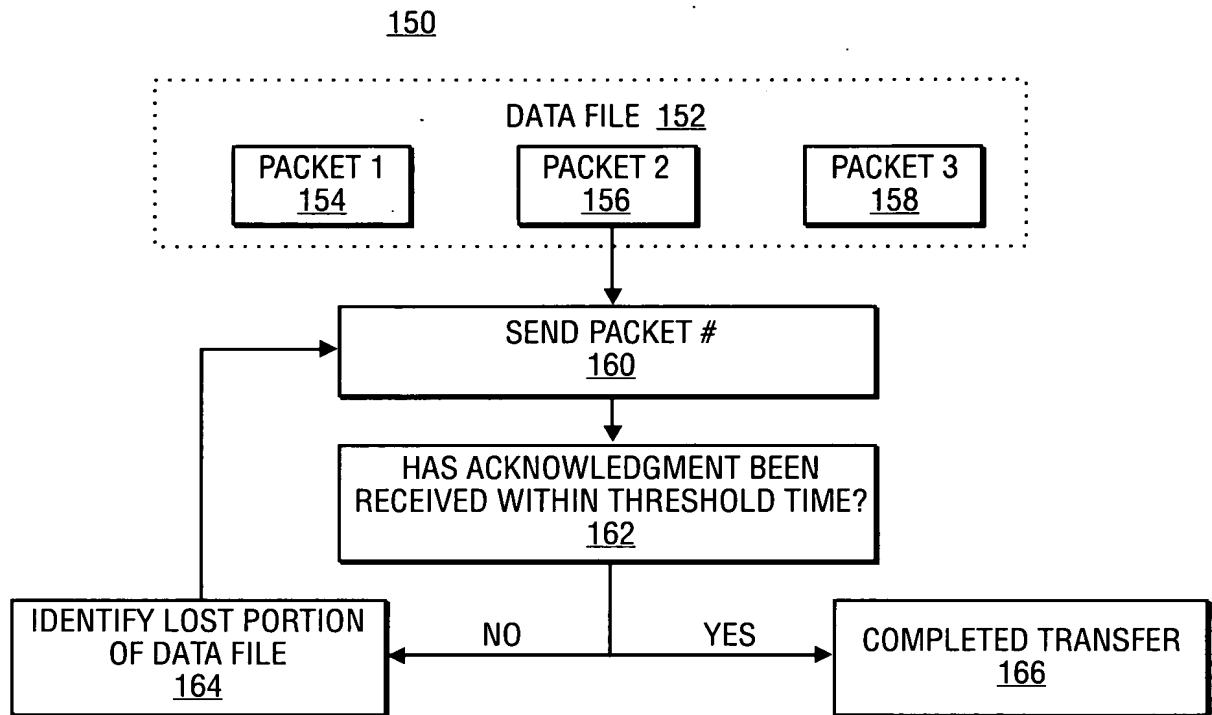 150
DATA FILE 152
PACKET 1
154
PACKET 2
156
PACKET 3
158
SEND PACKET #
160
HAS ACKNOWLEDGMENT BEEN
RECEIVED WITHIN THRESHOLD TIME?
162
IDENTIFY LOST PORTION
OF DATA FILE
164
NO
YES
COMPLETED TRANSFER
166